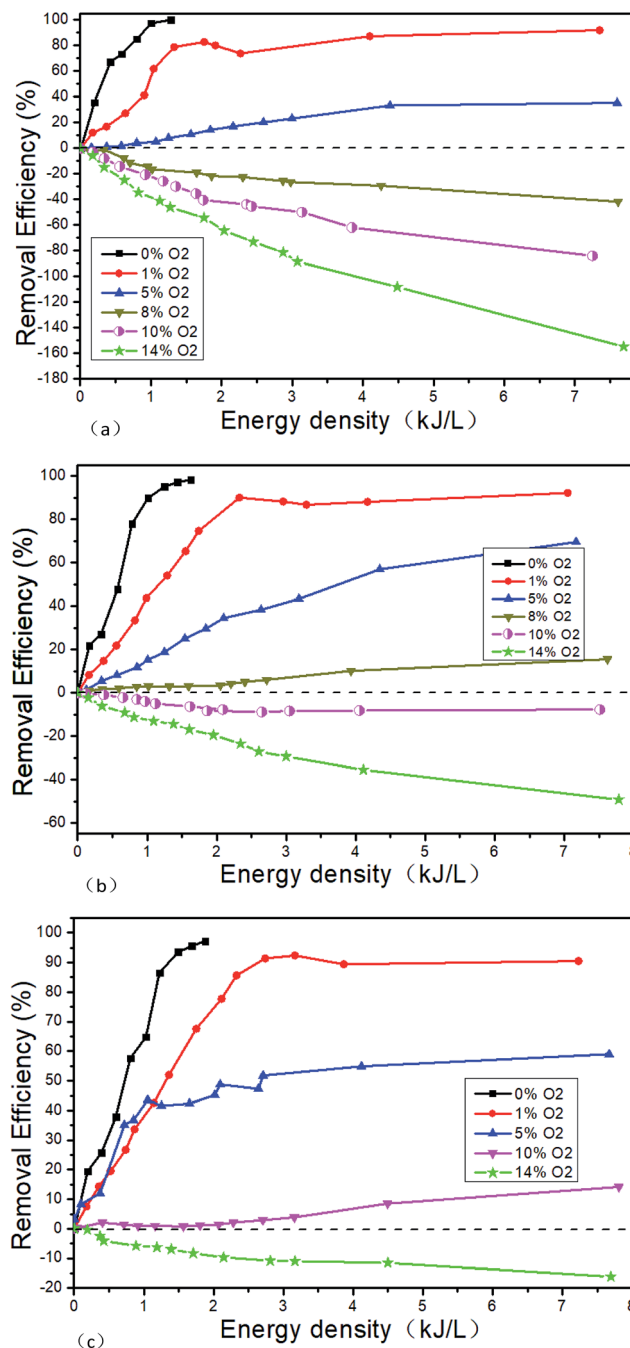 100
80
60
40
20
0
-20
-40
-60
-80
-100
-120
-140
-160
-180
Removal Efficiency (%)
0% O2
1% O2
5% O2
8% O2
10% O2
14% O2
0 1 2 3 4 5 6 7
Energy density（kJ/L）
（a）
100
80
60
40
20
0
-20
-40
-60
Removal Efficiency (%)
0% O2
1% O2
5% O2
8% O2
10% O2
14% O2
0 1 2 3 4 5 6 7 8
Energy density（kJ/L）
（b）
100
90
80
70
60
50
40
30
20
10
0
-10
-20
Removal Efficiency (%)
0% O2
1% O2
5% O2
10% O2
14% O2
0 1 2 3 4 5 6 7 8
Energy density（kJ/L）
（c）